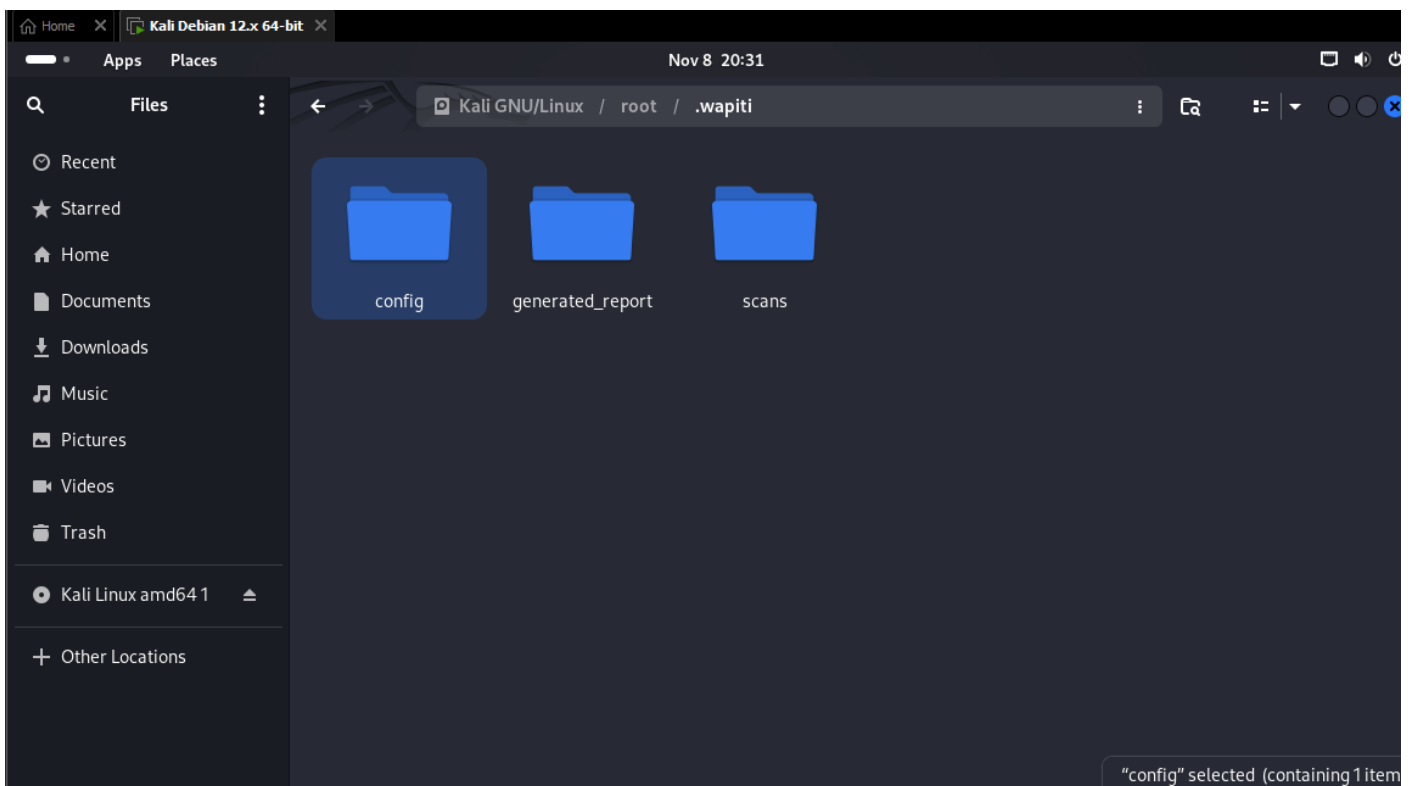 Home
Kali Debian 12.x 64-bit
Apps Places Nov 8 20:31
Files
Kali GNU/Linux / root / .wapiti
Recent
Starred
Home
Documents
Downloads
Music
Pictures
Videos
Trash
Kali Linux amd64 1
Other Locations
config generated_report scans
“config” selected (containing 1 item